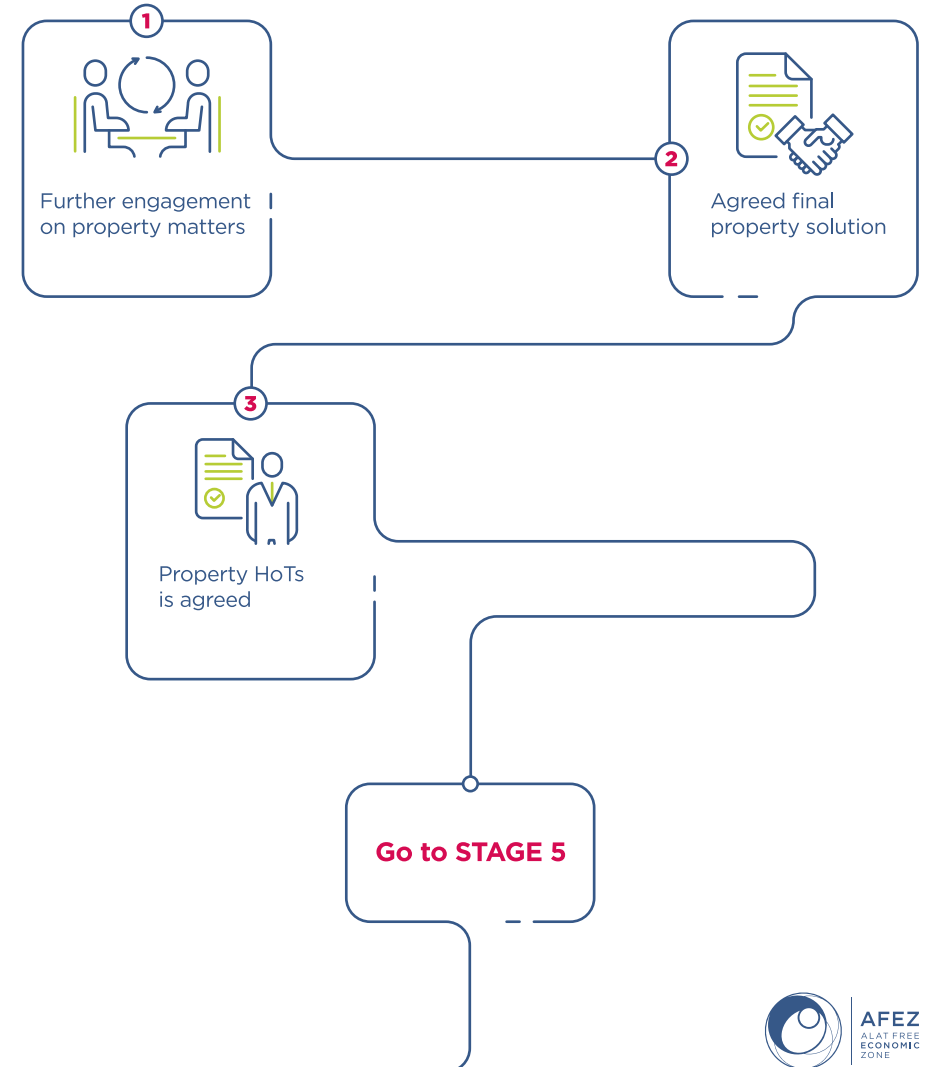 1
Further engagement
on property matters
2
Agreed final
property solution
3
Property HoTs
is agreed
Go to STAGE 5
AFEZ
ALAT FREE
ECONOMIC
ZONE